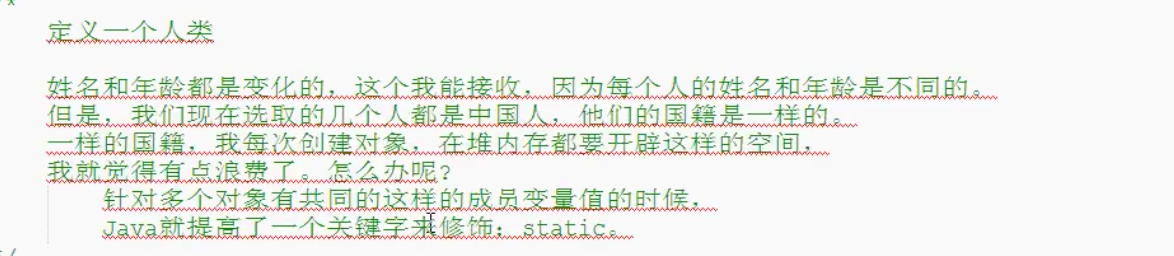 定义一个人类
姓名和年龄都是变化的，这个我能接收，因为每个人的姓名和年龄是不同的。
但是，我们现在选取的几个人都是中国人，他们的国籍是一样的。
一样的国籍，我每次创建对象，在堆内存都要开辟这样的空间，
我就觉得有点浪费了。怎么办呢?
针对多个对象有共同的这样的成员变量值的时候，
Java就提高了一个关键字来修饰：static。
*/